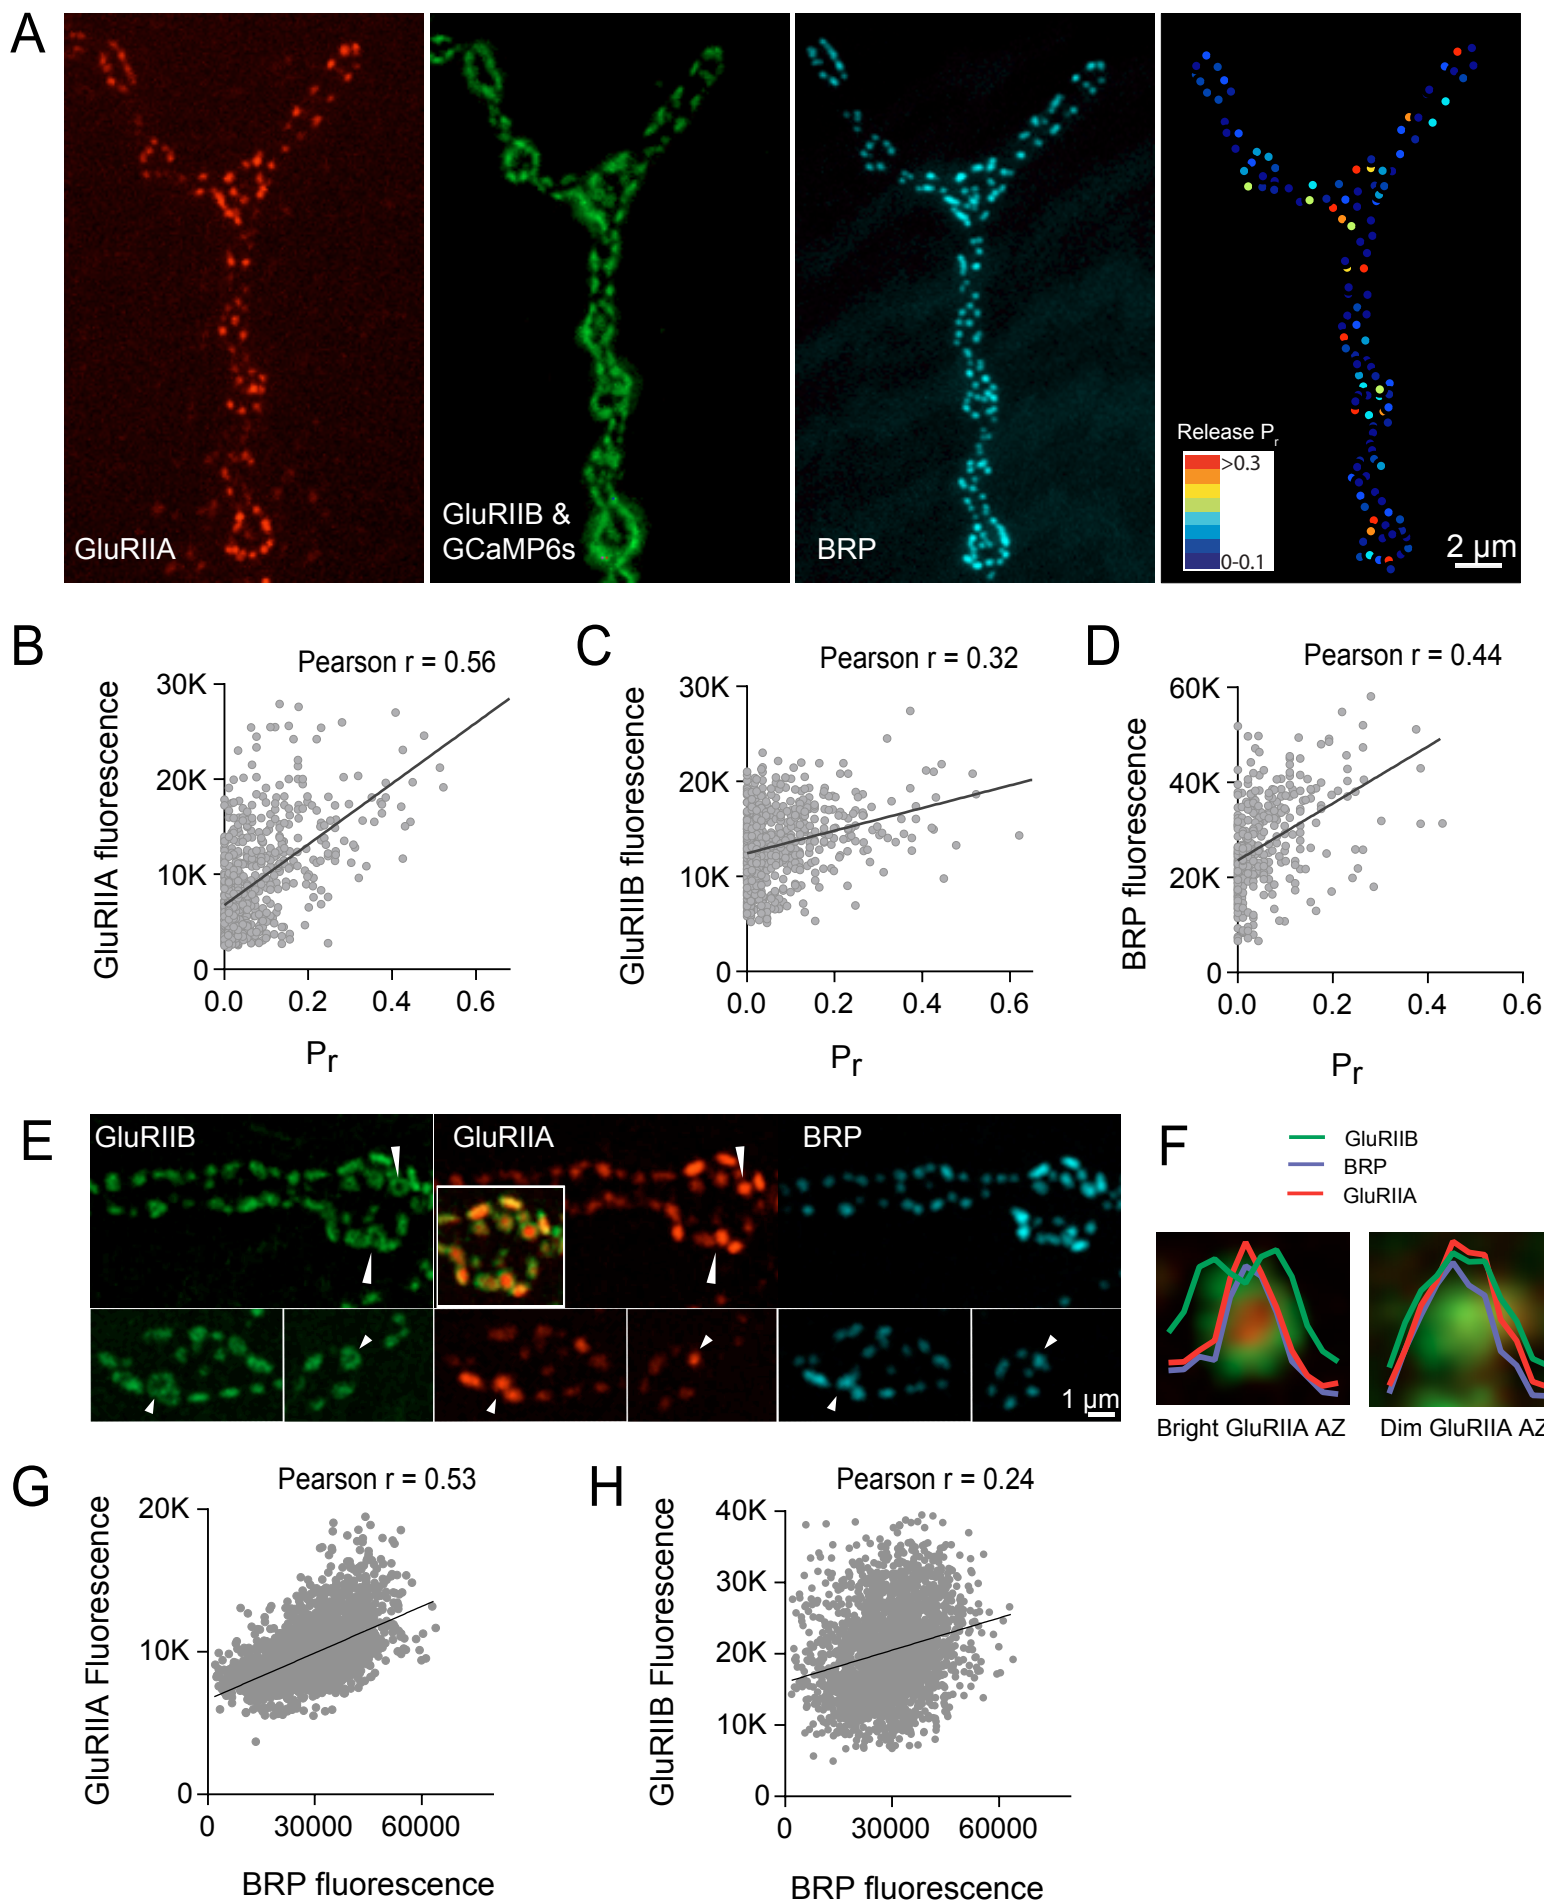 A
GluRIIA
GluRIIB &
GCaMP6s
BRP
Release Pr
>0.3
0-0.1
2 µm
B
Pearson r = 0.56
GluRIIA fluorescence
30K
20K
10K
0
0.0 0.2 0.4 0.6
Pr
C
Pearson r = 0.32
GluRIIB fluorescence
30K
20K
10K
0
0.0 0.2 0.4 0.6
Pr
D
Pearson r = 0.44
BRP fluorescence
60K
40K
20K
0
0.0 0.2 0.4 0.6
Pr
E
GluRIIB
GluRIIA
BRP
1 µm
F
GluRIIB
BRP
GluRIIA
Bright GluRIIA AZ
Dim GluRIIA AZ
G
Pearson r = 0.53
GluRIIA Fluorescence
20K
10K
0
0 30000 60000
BRP fluorescence
H
Pearson r = 0.24
GluRIIB Fluorescence
40K
30K
20K
10K
0
0 30000 60000
BRP fluorescence